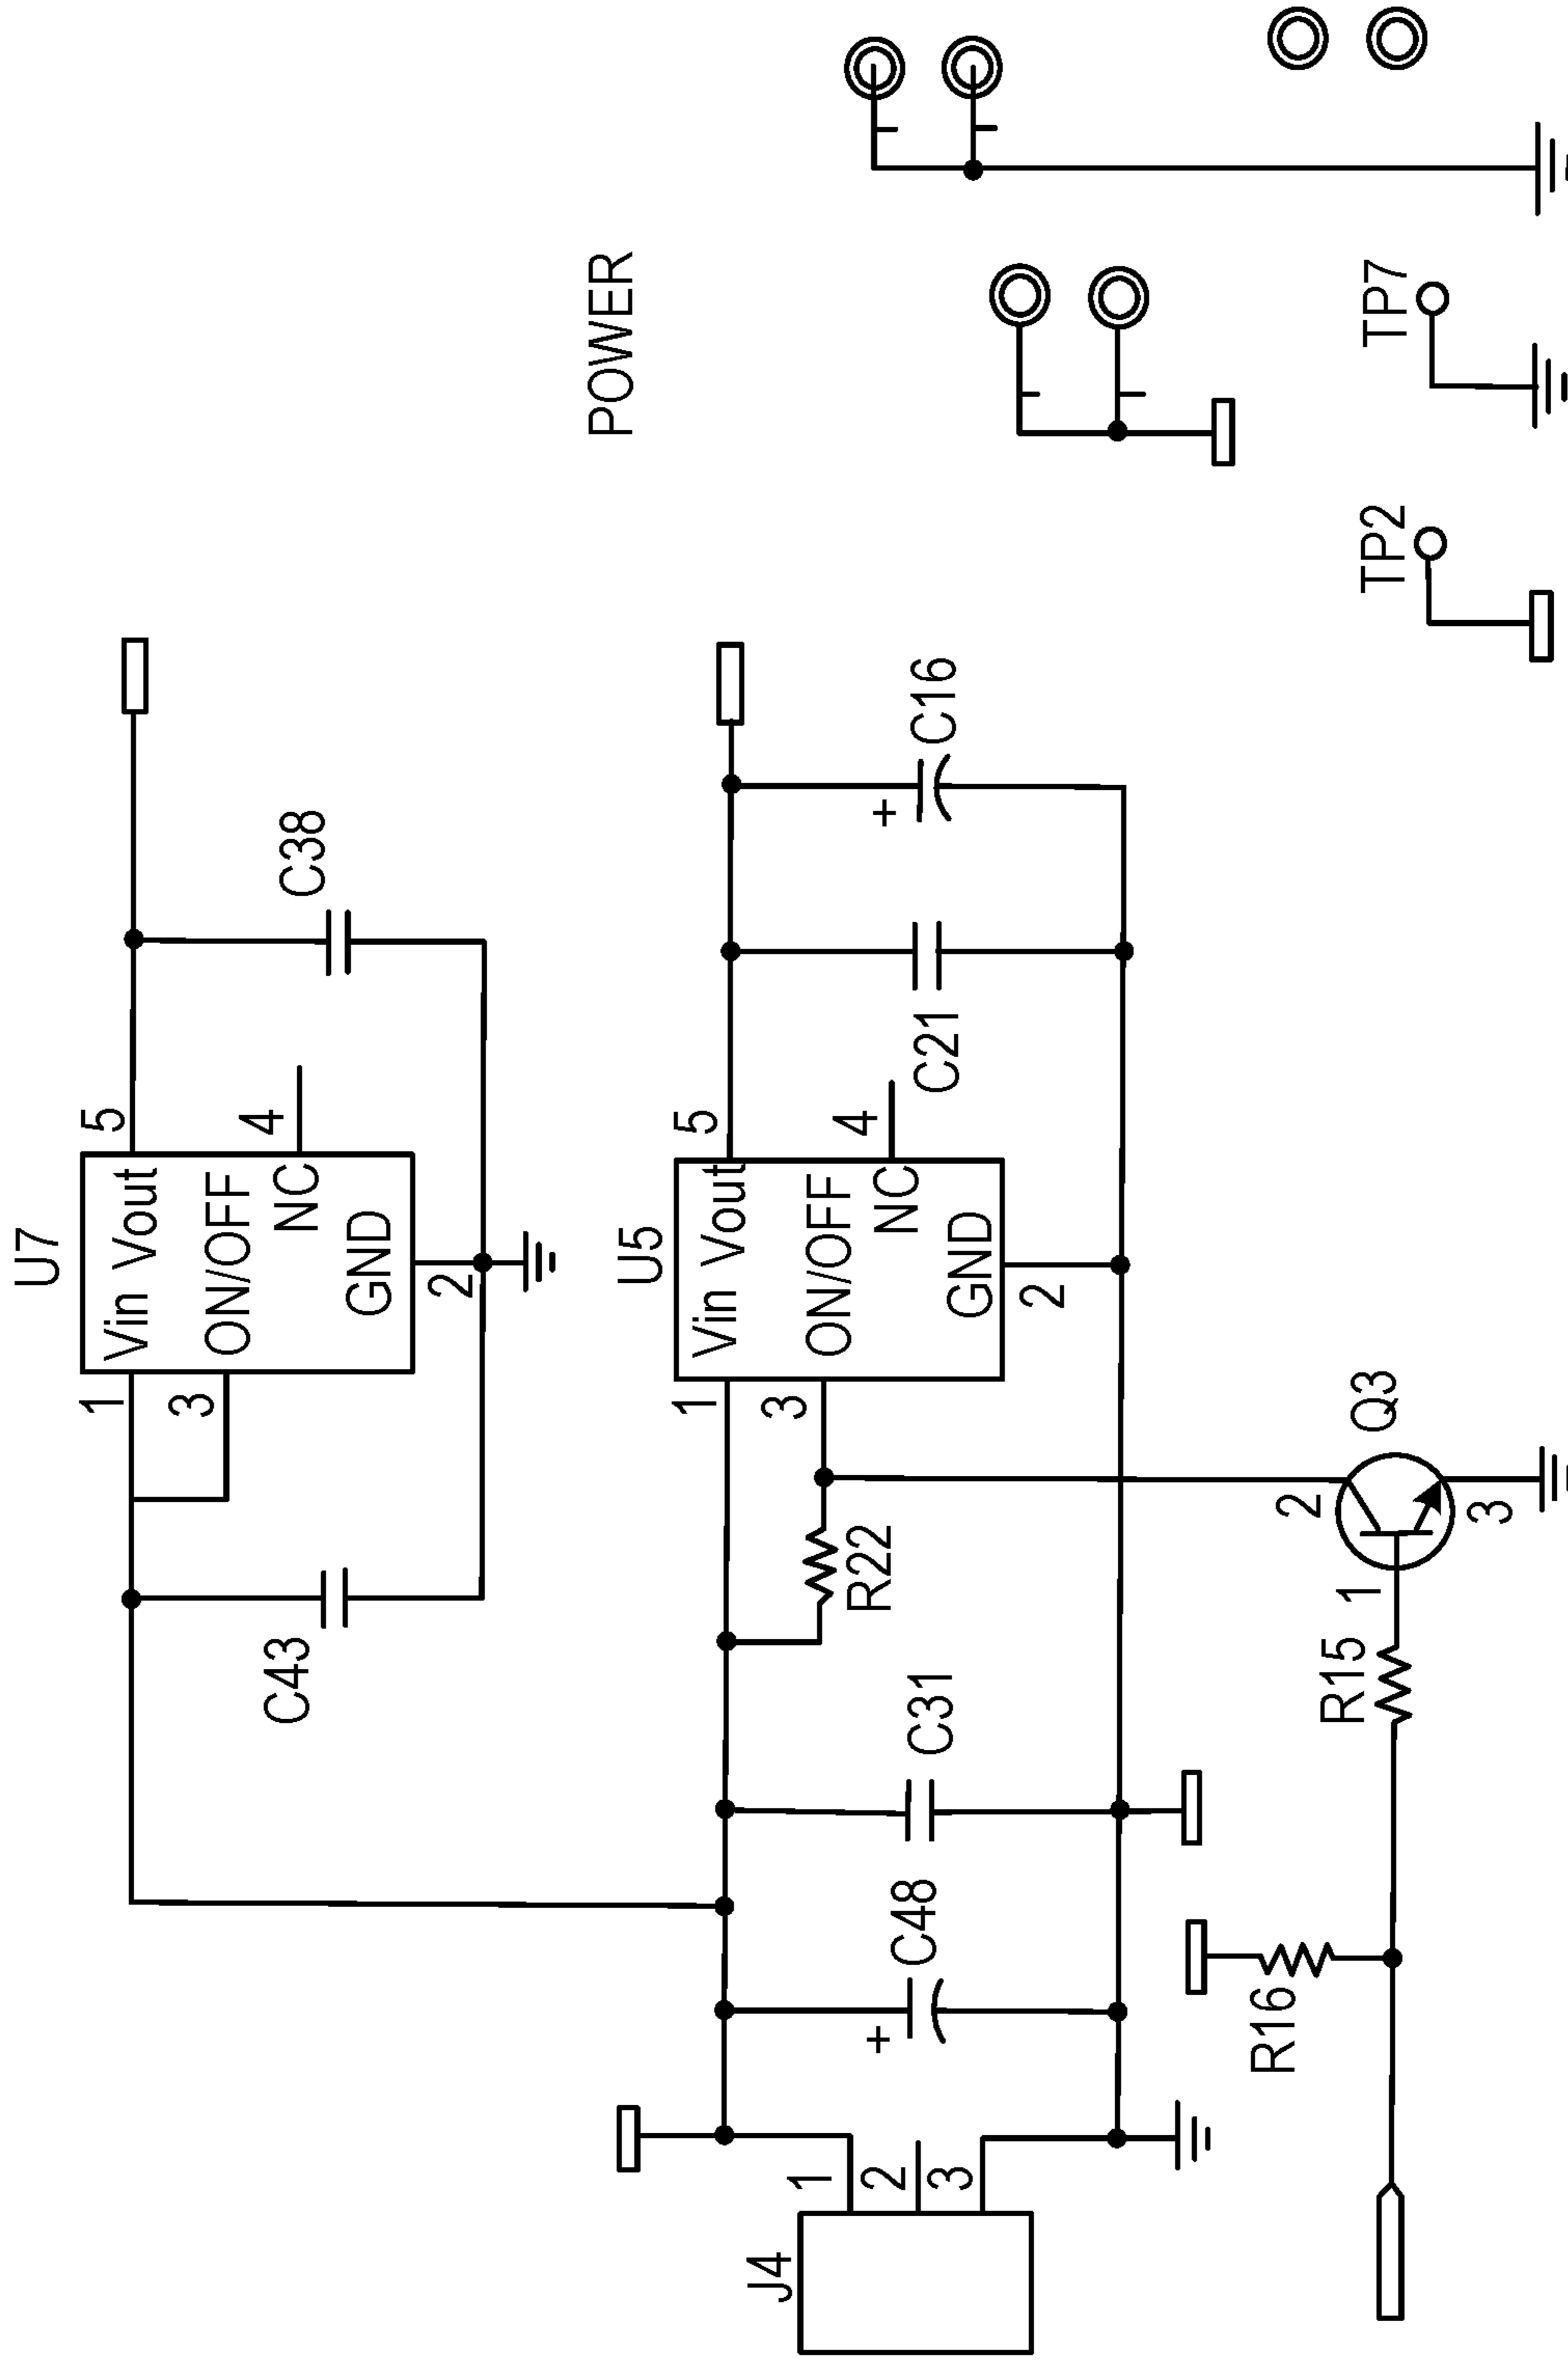 U7
1
Vin Vout
5
3
ON/OFF
4
NC
GND
2
C43
C38
POWER
U5
1
Vin Vout
5
3
ON/OFF
4
NC
GND
2
R22
J4
1
2
3
+
C48
C31
C21
+
C16
R16
R15
1
2
3
Q3
TP2
TP7